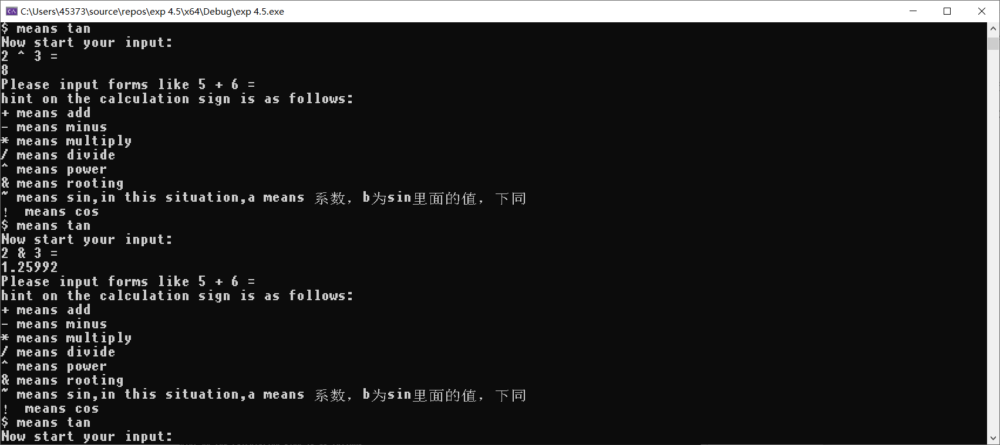 C:\Users\45373\source\repos\exp 4.5\x64\Debug\exp 4.5.exe
$ means tan
Now start your input:
2 ^ 3 =
8
Please input forms like 5 + 6 =
hint on the calculation sign is as follows:
+ means add
- means minus
* means multiply
/ means divide
^ means power
& means rooting
~ means sin,in this situation,a means 系数，b为sin里面的值，下同
！ means cos
$ means tan
Now start your input:
2 & 3 =
1.25992
Please input forms like 5 + 6 =
hint on the calculation sign is as follows:
+ means add
- means minus
* means multiply
/ means divide
^ means power
& means rooting
~ means sin,in this situation,a means 系数，b为sin里面的值，下同
！ means cos
$ means tan
Now start your input: